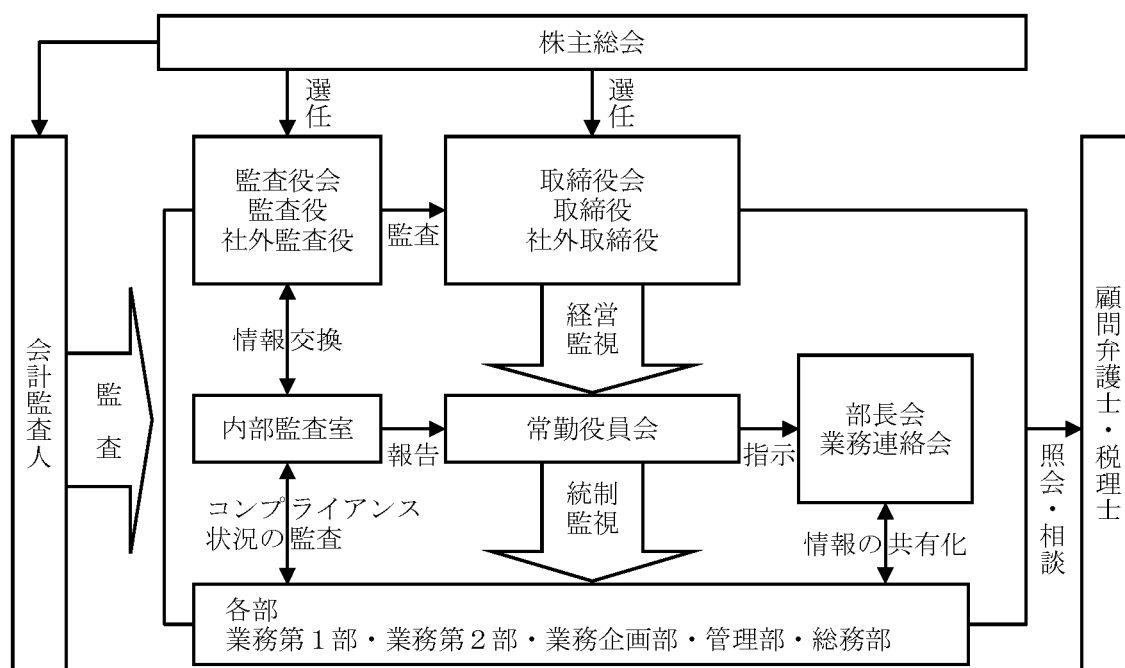 株主総会
選任
選任
監査役会
監査役
社外監査役
監査
取締役会
取締役
社外取締役
会計監査人
監査
情報交換
経営
監視
内部監査室
報告
常勤役員会
指示
部長会
業務連絡会
顧問弁護士・税理士
照会・相談
コンプライアンス
状況の監査
統制
監視
情報の共有化
各部
業務第1部・業務第2部・業務企画部・管理部・総務部